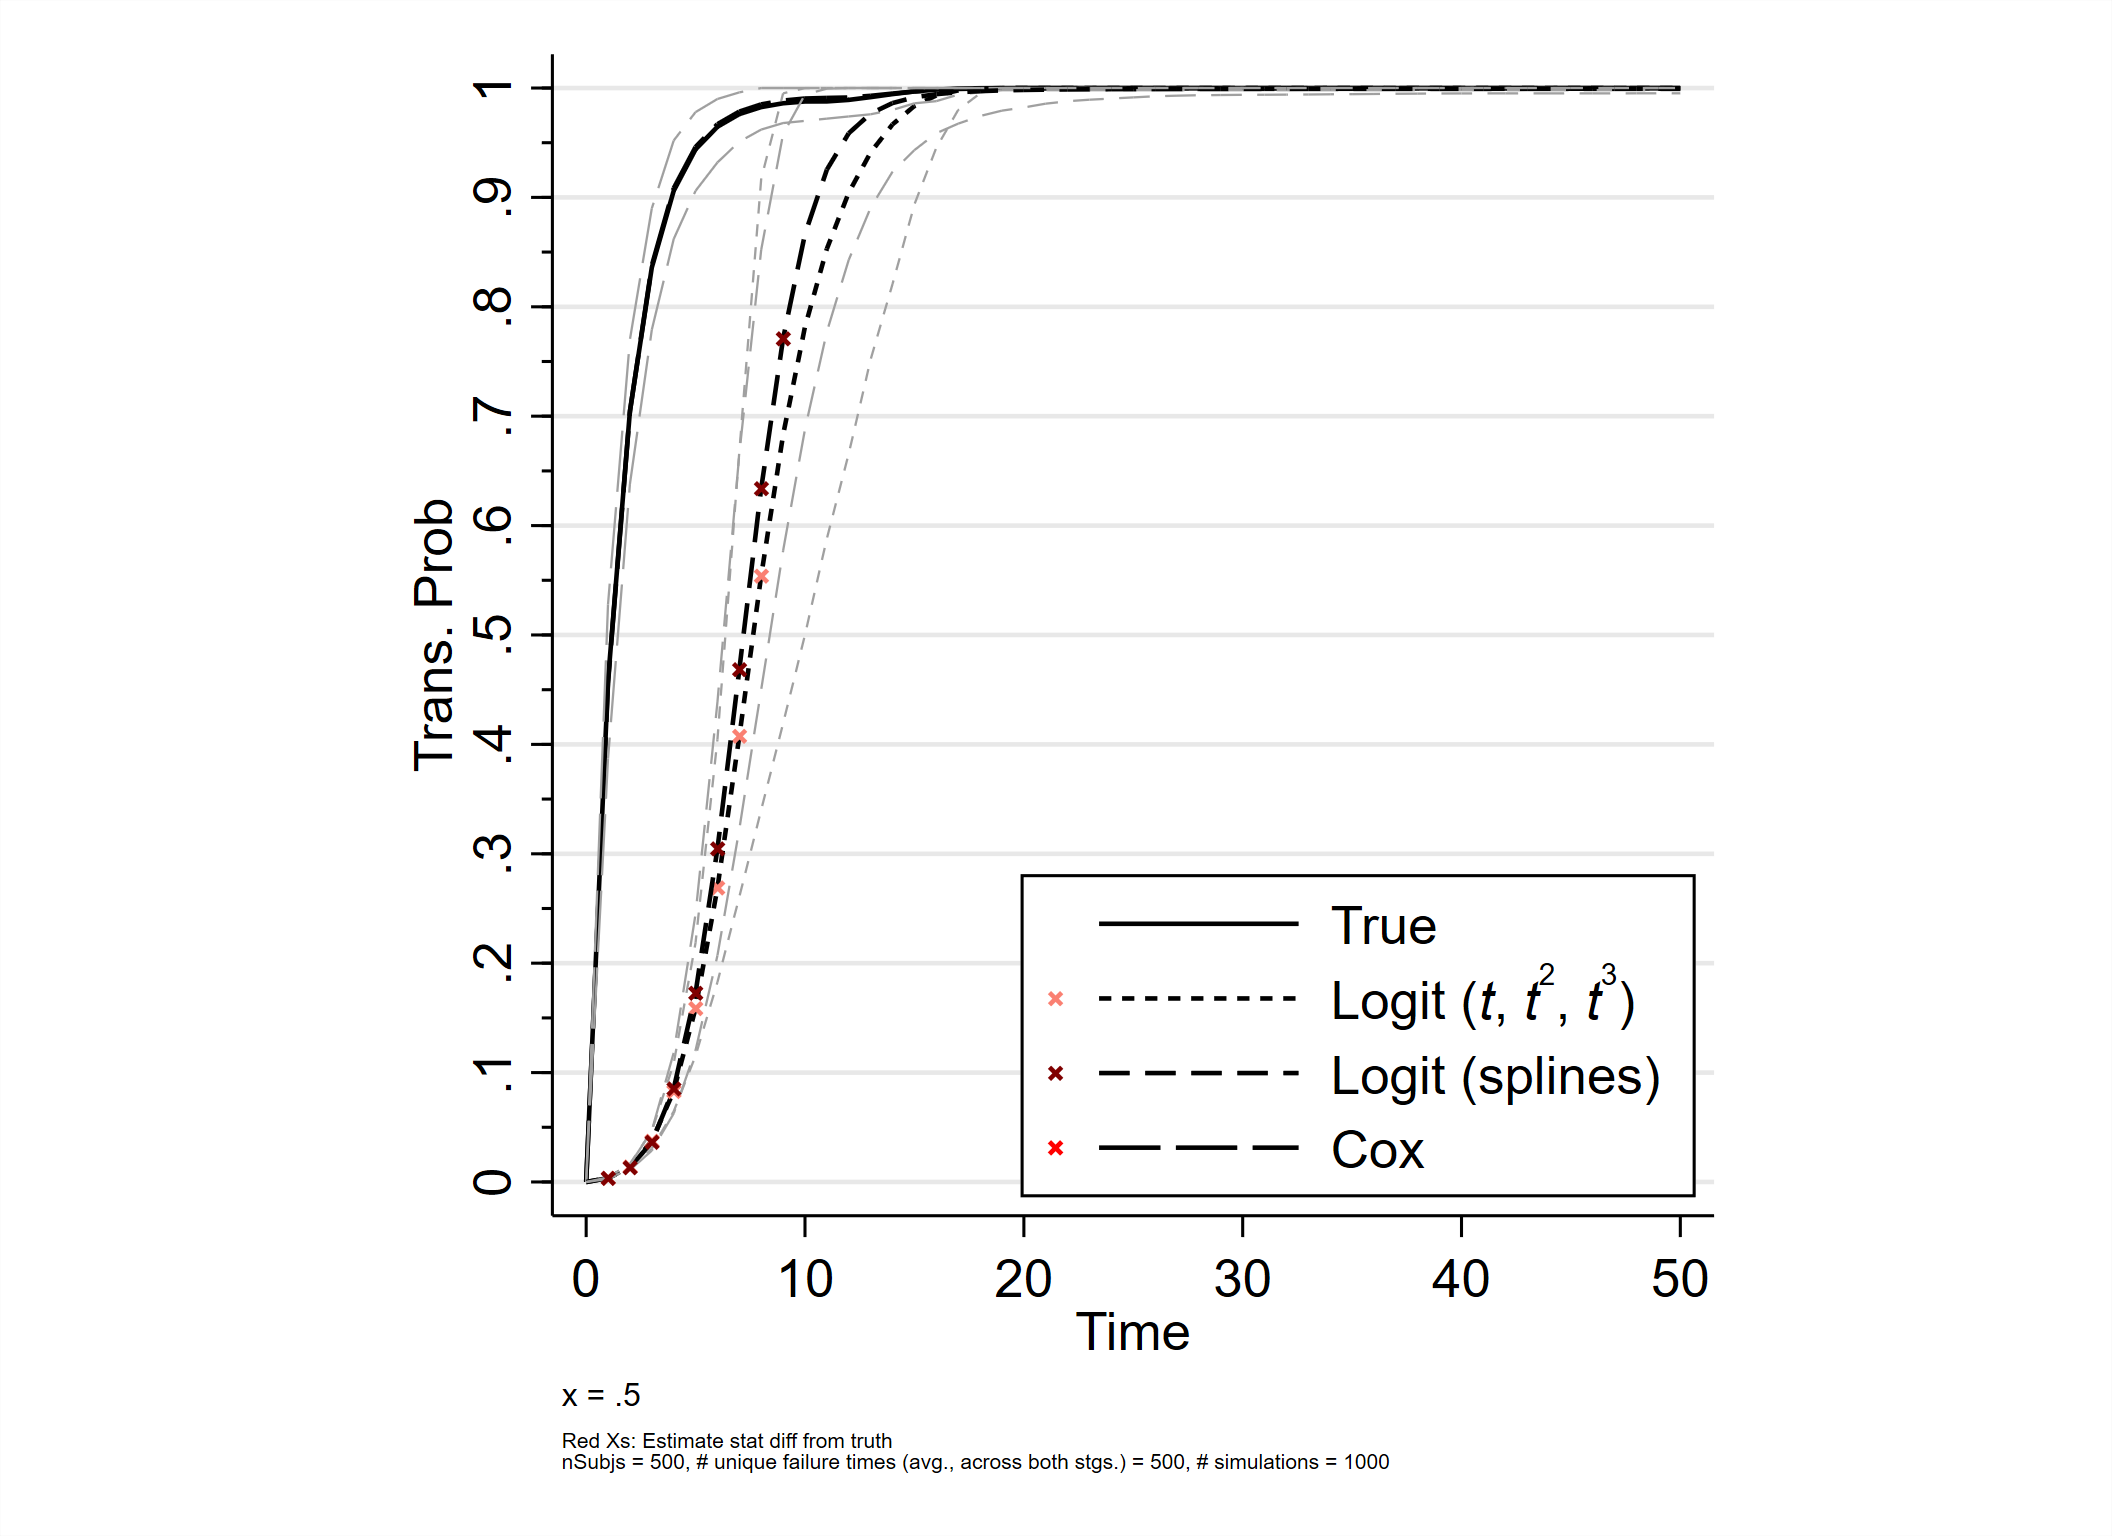 Trans. Prob
1
.9
.8
.7
.6
.5
.4
.3
.2
.1
0
True
Logit (t, t², t³)
Logit (splines)
Cox
0 10 20 30 40 50
Time
x = .5
Red Xs: Estimate stat diff from truth
nSubjs = 500, # unique failure times (avg., across both stgs.) = 500, # simulations = 1000